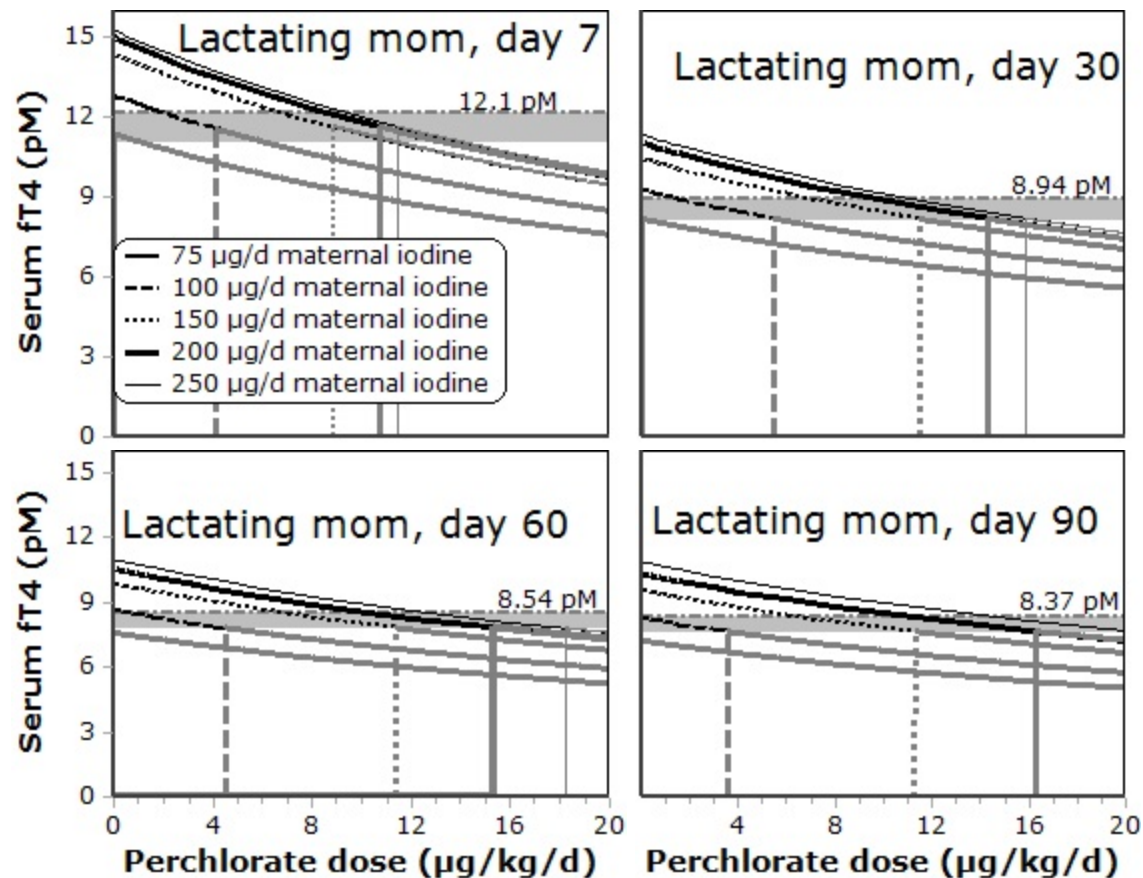 Lactating mom, day 7
Lactating mom, day 30
Serum fT4 (pM)
15
12
9
6
3
0
12.1 pM
8.94 pM
75 µg/d maternal iodine
100 µg/d maternal iodine
150 µg/d maternal iodine
200 µg/d maternal iodine
250 µg/d maternal iodine
Lactating mom, day 60
Lactating mom, day 90
Serum fT4 (pM)
15
12
9
6
3
0
8.54 pM
8.37 pM
0 4 8 12 16 20
4 8 12 16 20
Perchlorate dose (µg/kg/d)
Perchlorate dose (µg/kg/d)